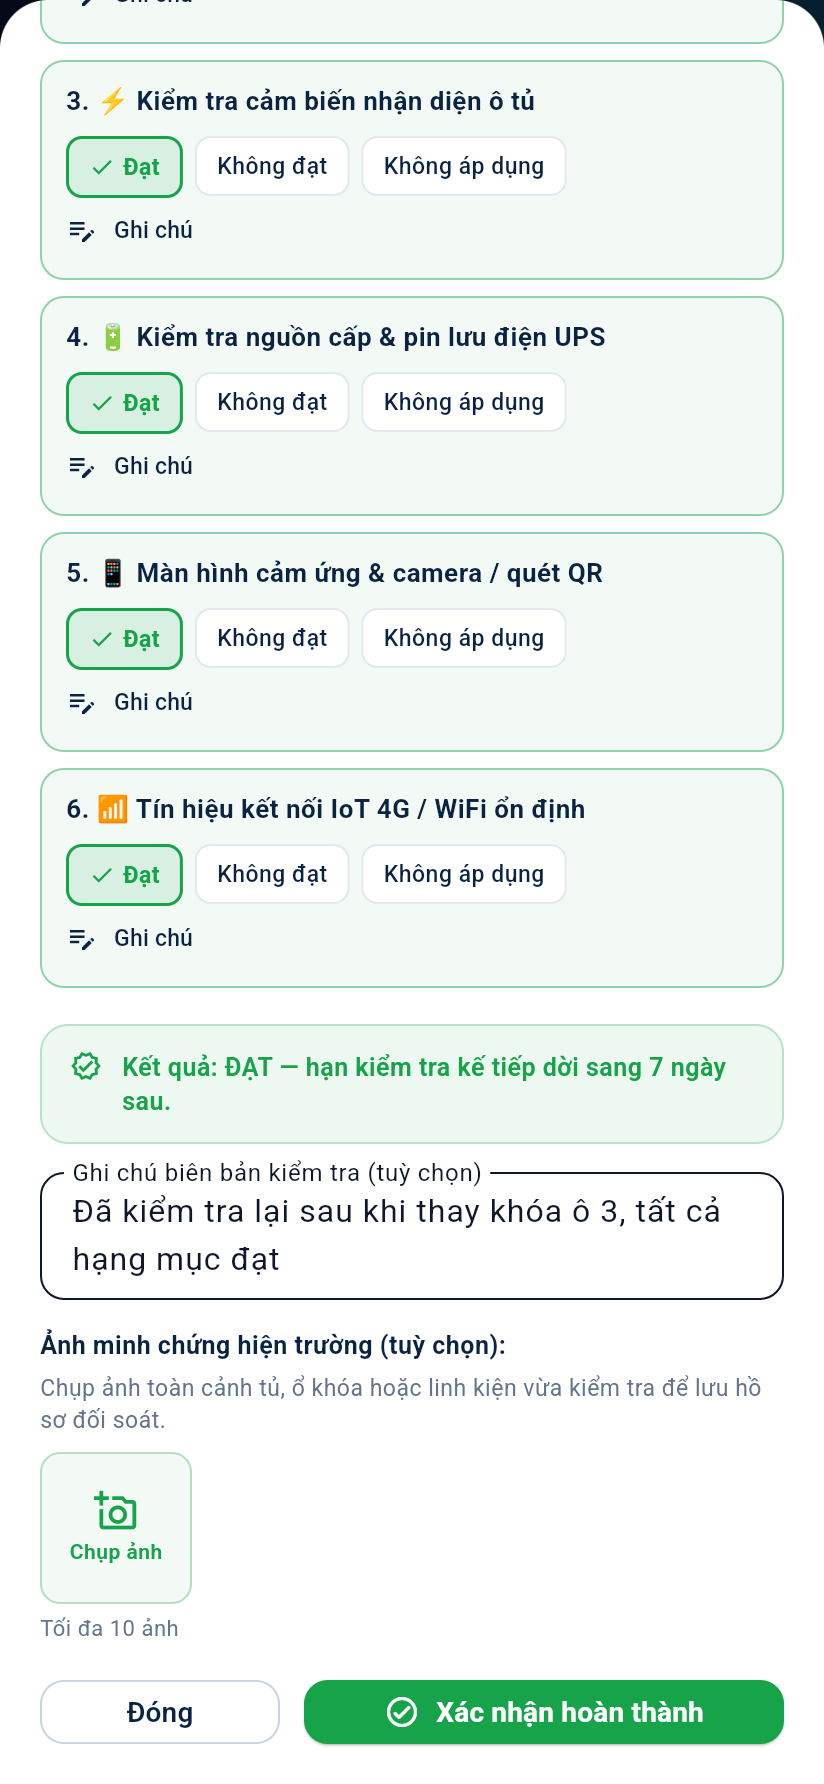 Ghi chú
3. ⚡ Kiểm tra cảm biến nhận diện ô tủ
Đạt
Không đạt
Không áp dụng
Ghi chú
4. 🔋 Kiểm tra nguồn cấp & pin lưu điện UPS
Đạt
Không đạt
Không áp dụng
Ghi chú
5. 📱 Màn hình cảm ứng & camera / quét QR
Đạt
Không đạt
Không áp dụng
Ghi chú
6. 📶 Tín hiệu kết nối IoT 4G / WiFi ổn định
Đạt
Không đạt
Không áp dụng
Ghi chú
Kết quả: ĐẠT — hạn kiểm tra kế tiếp dời sang 7 ngày
sau.
Ghi chú biên bản kiểm tra (tuỳ chọn)
Đã kiểm tra lại sau khi thay khóa ô 3, tất cả
hạng mục đạt
Ảnh minh chứng hiện trường (tuỳ chọn):
Chụp ảnh toàn cảnh tủ, ổ khóa hoặc linh kiện vừa kiểm tra để lưu hồ
sơ đối soát.
Chụp ảnh
Tối đa 10 ảnh
Đóng
Xác nhận hoàn thành